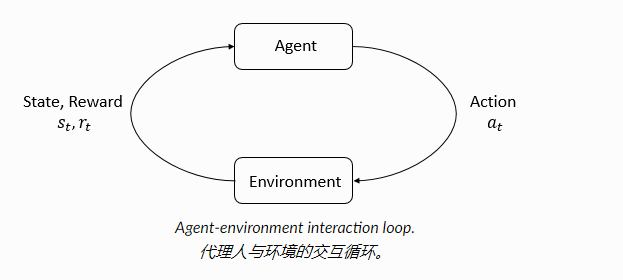 Agent
State, Reward
s_t, r_t
Action
a_t
Environment
Agent-environment interaction loop.
代理人与环境的交互循环。